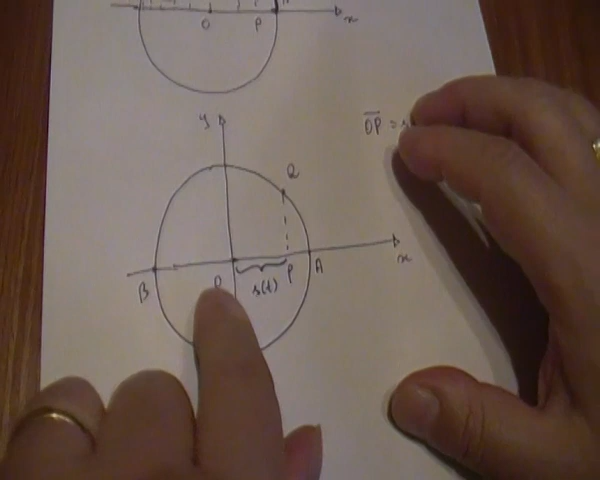 O P A x
y
Q
OP = s
B O s(t) P A x